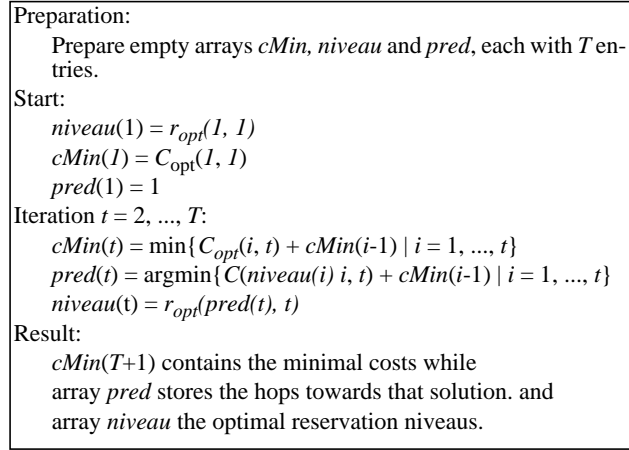 Preparation:
Prepare empty arrays cMin, niveau and pred, each with T en-
tries.
Start:
niveau(1) = r_opt(1, 1)
cMin(1) = C_opt(1, 1)
pred(1) = 1
Iteration t = 2, ..., T:
cMin(t) = min{C_opt(i, t) + cMin(i-1) | i = 1, ..., t}
pred(t) = argmin{C(niveau(i) i, t) + cMin(i-1) | i = 1, ..., t}
niveau(t) = r_opt(pred(t), t)
Result:
cMin(T+1) contains the minimal costs while
array pred stores the hops towards that solution. and
array niveau the optimal reservation niveaus.